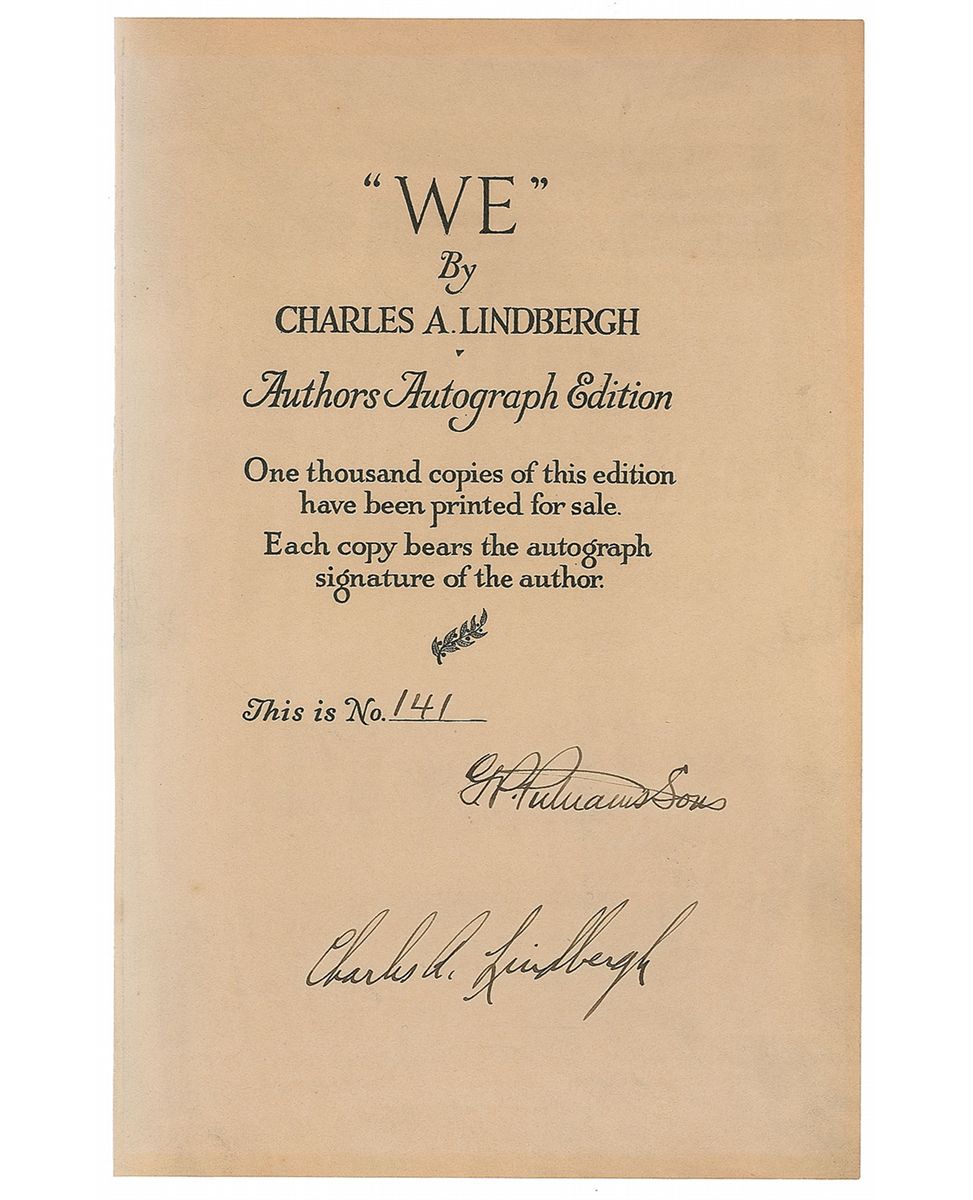 “WE”
By
CHARLES A. LINDBERGH
Authors Autograph Edition
One thousand copies of this edition
have been printed for sale.
Each copy bears the autograph
signature of the author.
This is No. 141
G.P. Putnams Sons
Charles A. Lindbergh